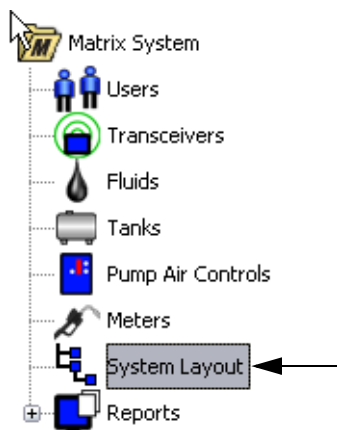 Matrix System
Users
Transceivers
Fluids
Tanks
Pump Air Controls
Meters
System Layout
Reports